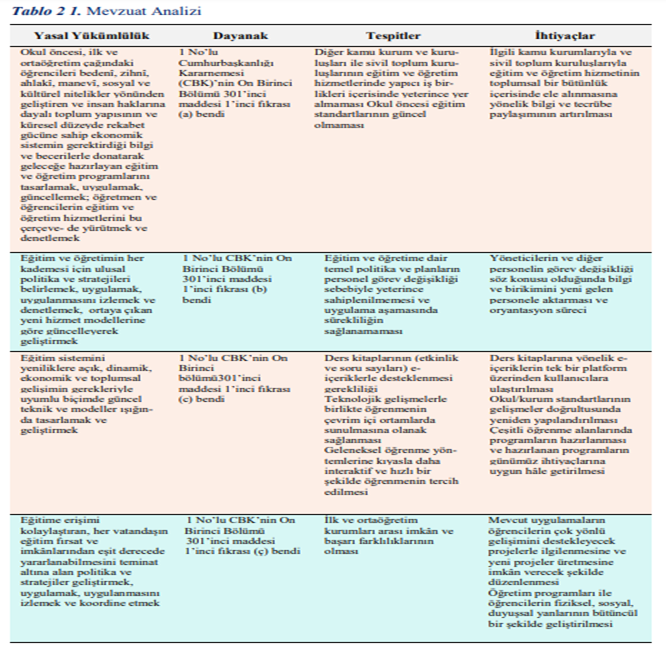 Tablo 2 1. Mevzuat Analizi
Yasal Yükümlülük
Dayanak
Tespitler
İhtiyaçlar
Okul öncesi, ilk ve
ortaöğretim çağındaki
öğrencileri bedenî, zihnî,
ahlakî, manevî, sosyal ve
kültürel nitelikler yönünden
geliştiren ve insan haklarına
dayalı toplum yapısının ve
küresel düzeyde rekabet
gücüne sahip ekonomik
sistemin gerektirdiği bilgi
ve becerilerle donatarak
geleceğe hazırlayan eğitim
ve öğretim programlarını
tasarlamak, uygulamak,
güncellemek; öğretmen ve
öğrencilerin eğitim ve
öğretim hizmetlerini bu
çerçeve- de yürütmek ve
denetlemek
1 No'lu
Cumhurbaşkanlığı
Kararnemesi
(CBK)'nin On Birinci
Bölümü 301'inci
maddesi 1'inci fıkrası
(a) bendi
Diğer kamu kurum ve kuru-
luşları ile sivil toplum kuru-
luşlarının eğitim ve öğretim
hizmetlerinde yapıcı iş bir-
likleri içerisinde yeterince yer
almaması Okul öncesi eğitim
standartlarının güncel
olmaması
İlgili kamu kurumlarıyla ve
sivil toplum kuruluşlarıyla
eğitim ve öğretim hizmetinin
toplumsal bir bütünlük
içerisinde ele alınmasına
yönelik bilgi ve tecrübe
paylaşımının artırılması
Eğitim ve öğretimin her
kademesi için ulusal
politika ve stratejileri
belirlemek, uygulamak,
uygulanmasını izlemek ve
denetlemek, ortaya çıkan
yeni hizmet modellerine
göre güncelleyerek
geliştirmek
1 No'lu CBK'nin On
Birinci Bölümü
301'inci maddesi
1'inci fıkrası (b)
bendi
Eğitim ve öğretime dair
temel politika ve planların
personel görev değişikliği
sebebiyle yeterince
sahiplenilmemesi ve
uygulama aşamasında
sürekliliğin
sağlanamaması
Yöneticilerin ve diğer
personelin görev değişikliği
söz konusu olduğunda bilgi
ve birikimini yeni gelen
personele aktarması ve
oryantasyon süreci
Eğitim sistemini
yeniliklere açık, dinamik,
ekonomik ve toplumsal
gelişimin gerekleriyle
uyumlu biçimde güncel
teknik ve modeller ışığın-
da tasarlamak ve
geliştirmek
1 No'lu CBK'nin On
Birinci
bölümü301'inci
maddesi 1'inci fıkrası
(c) bendi
Ders kitaplarının (etkinlik
ve soru sayıları) e-
içeriklerle desteklenmesi
gerekliliği
Teknolojik gelişmelerle
birlikte öğrenmenin
çevrim içi ortamlarda
sunulmasına olanak
sağlanması
Geleneksel öğrenme yön-
temlerine kıyasla daha
interaktif ve hızlı bir
şekilde öğrenmenin tercih
edilmesi
Ders kitaplarına yönelik e-
içeriklerin tek bir platform
üzerinden kullanıcılara
ulaştırılması
Okul/kurum standartlarının
gelişmeler doğrultusunda
yeniden yapılandırılması
Çeşitli öğrenme alanlarında
programların hazırlanması
ve hazırlanan programların
günümüz ihtiyaçlarına
uygun hâle getirilmesi
Eğitime erişimi
kolaylaştıran, her vatandaşın
eğitim fırsat ve
imkânlarından eşit derecede
yararlanabilmesini teminat
altına alan politika ve
stratejiler geliştirmek,
uygulamak, uygulanmasını
izlemek ve koordine etmek
1 No'lu CBK'nin On
Birinci Bölümü
301'inci maddesi
1'inci fıkrası (ç) bendi
İlk ve ortaöğretim
kurumları arası imkân ve
başarı farklılıklarının
olması
Mevcut uygulamaların
öğrencilerin çok yönlü
gelişimini destekleyecek
projelerle ilgilenmesine ve
yeni projeler üretmesine
imkân verecek şekilde
düzenlenmesi
Öğretim programları ile
öğrencilerin fiziksel, sosyal,
duyuşsal yanlarının bütüncül
bir şekilde geliştirilmesi